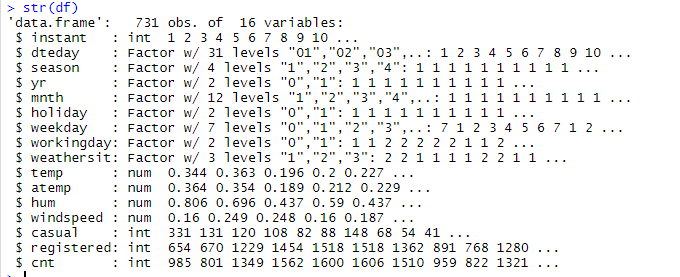 > str(df)
'data.frame':   731 obs. of  16 variables:
 $ instant   : int  1 2 3 4 5 6 7 8 9 10 ...
 $ dteday    : Factor w/ 31 levels "01","02","03",..: 1 2 3 4 5 6 7 8 9 10 ...
 $ season    : Factor w/ 4 levels "1","2","3","4": 1 1 1 1 1 1 1 1 1 1 ...
 $ yr        : Factor w/ 2 levels "0","1": 1 1 1 1 1 1 1 1 1 1 ...
 $ mnth      : Factor w/ 12 levels "1","2","3","4",..: 1 1 1 1 1 1 1 1 1 1 ...
 $ holiday   : Factor w/ 2 levels "0","1": 1 1 1 1 1 1 1 1 1 1 ...
 $ weekday   : Factor w/ 7 levels "0","1","2","3",..: 7 1 2 3 4 5 6 7 1 2 ...
 $ workingday: Factor w/ 2 levels "0","1": 1 1 2 2 2 2 2 1 1 2 ...
 $ weathersit: Factor w/ 3 levels "1","2","3": 2 2 1 1 1 1 2 2 1 1 ...
 $ temp      : num  0.344 0.363 0.196 0.2 0.227 ...
 $ atemp     : num  0.364 0.354 0.189 0.212 0.229 ...
 $ hum       : num  0.806 0.696 0.437 0.59 0.437 ...
 $ windspeed : num  0.16 0.249 0.248 0.16 0.187 ...
 $ casual    : int  331 131 120 108 82 88 148 68 54 41 ...
 $ registered: int  654 670 1229 1454 1518 1518 1362 891 768 1280 ...
 $ cnt       : int  985 801 1349 1562 1600 1606 1510 959 822 1321 ...